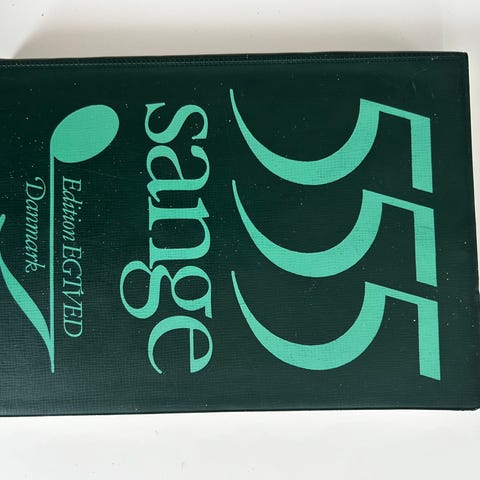 555
sange
Edition EGTVED
Danmark